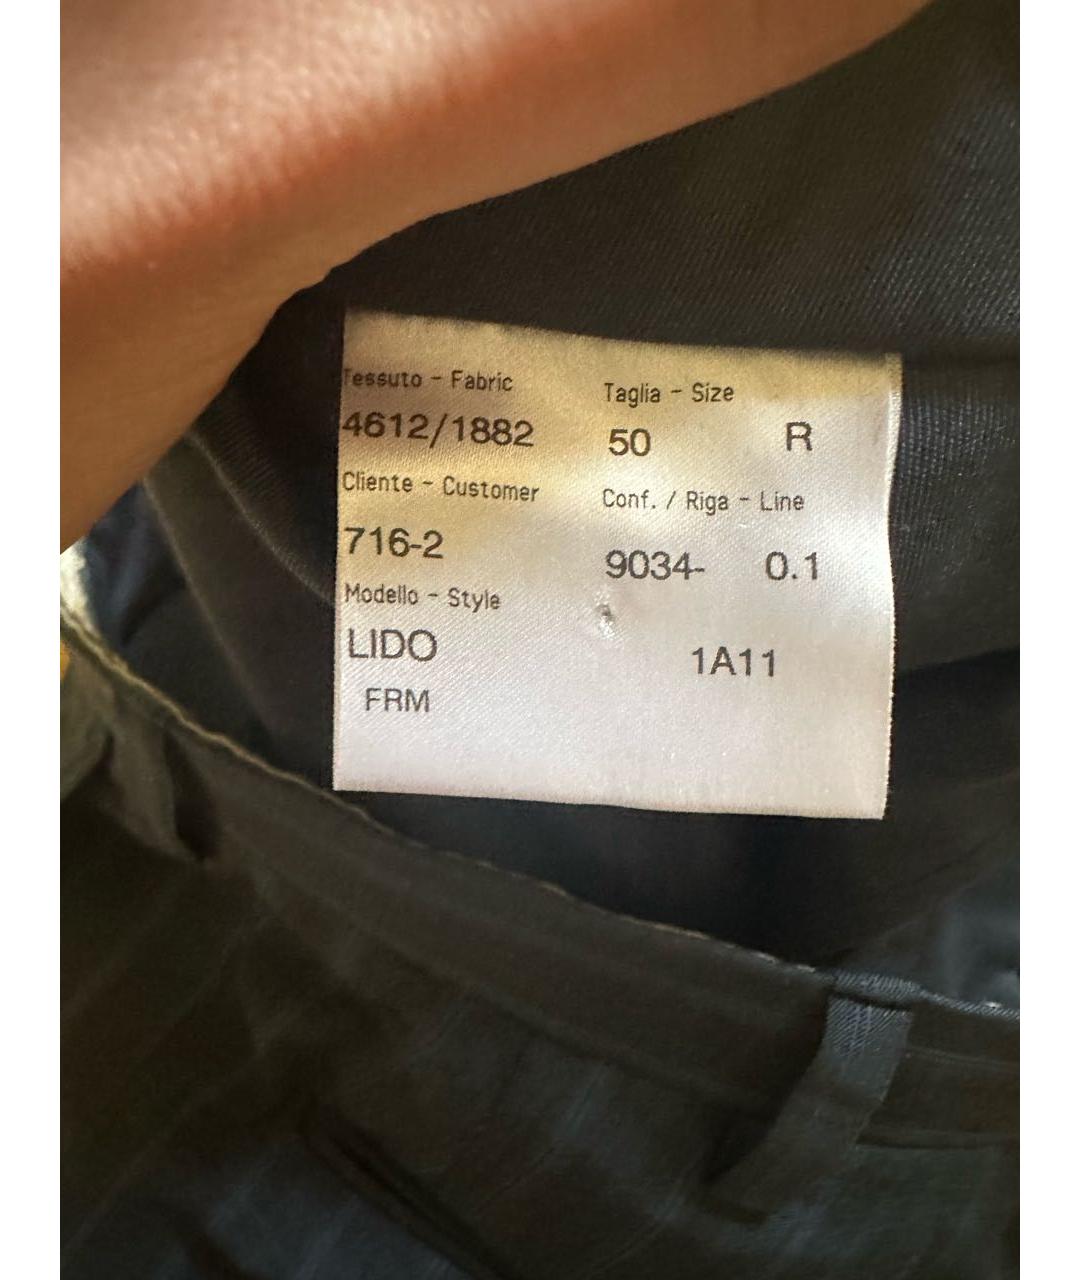 Tessuto - Fabric
Taglia - Size
4612/1882
50 R
Cliente - Customer
Conf. / Riga - Line
716-2
9034- 0.1
Modello - Style
LIDO
1A11
FRM